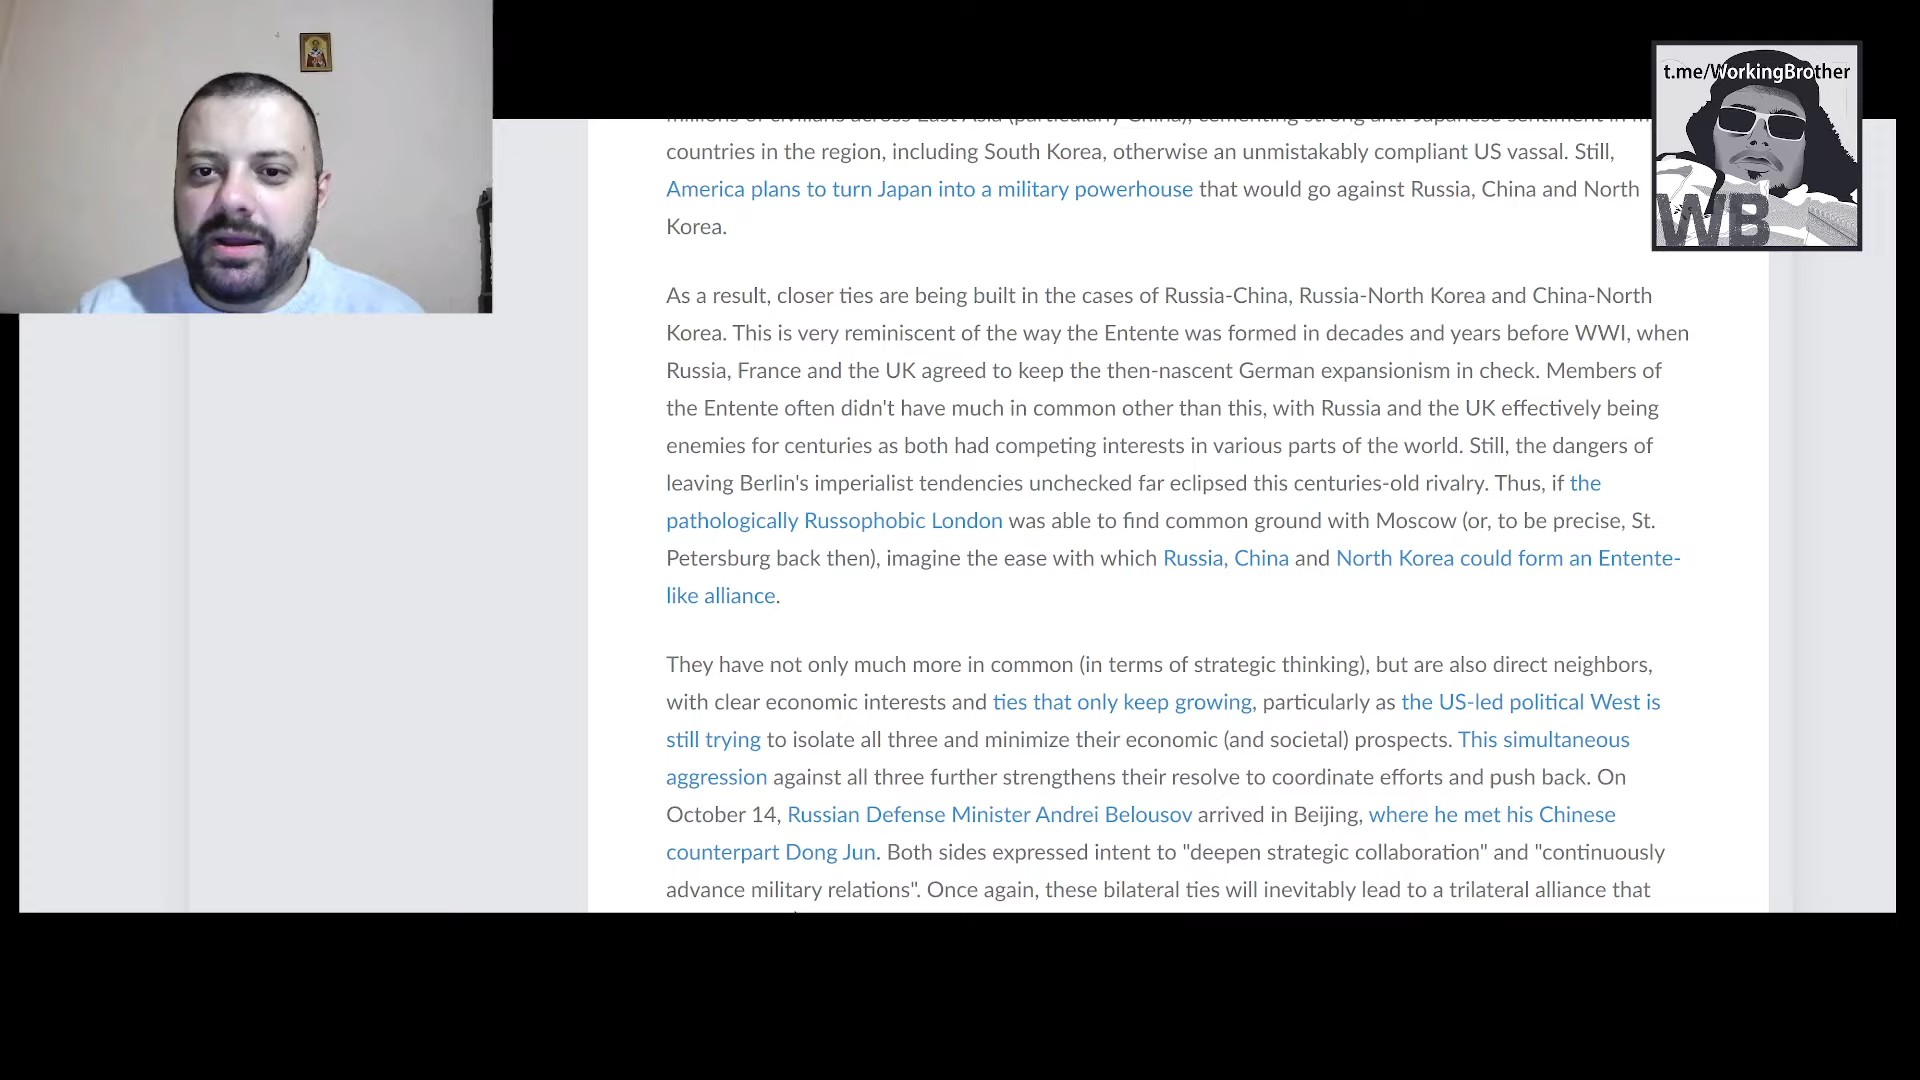 t.me/WorkingBrother
WB
millions of civilians across East Asia (particularly China), cementing strong anti-Japanese sentiment in
countries in the region, including South Korea, otherwise an unmistakably compliant US vassal. Still,
America plans to turn Japan into a military powerhouse that would go against Russia, China and North
Korea.
As a result, closer ties are being built in the cases of Russia-China, Russia-North Korea and China-North
Korea. This is very reminiscent of the way the Entente was formed in decades and years before WWI, when
Russia, France and the UK agreed to keep the then-nascent German expansionism in check. Members of
the Entente often didn't have much in common other than this, with Russia and the UK effectively being
enemies for centuries as both had competing interests in various parts of the world. Still, the dangers of
leaving Berlin's imperialist tendencies unchecked far eclipsed this centuries-old rivalry. Thus, if the
pathologically Russophobic London was able to find common ground with Moscow (or, to be precise, St.
Petersburg back then), imagine the ease with which Russia, China and North Korea could form an Entente-
like alliance.
They have not only much more in common (in terms of strategic thinking), but are also direct neighbors,
with clear economic interests and ties that only keep growing, particularly as the US-led political West is
still trying to isolate all three and minimize their economic (and societal) prospects. This simultaneous
aggression against all three further strengthens their resolve to coordinate efforts and push back. On
October 14, Russian Defense Minister Andrei Belousov arrived in Beijing, where he met his Chinese
counterpart Dong Jun. Both sides expressed intent to "deepen strategic collaboration" and "continuously
advance military relations". Once again, these bilateral ties will inevitably lead to a trilateral alliance that